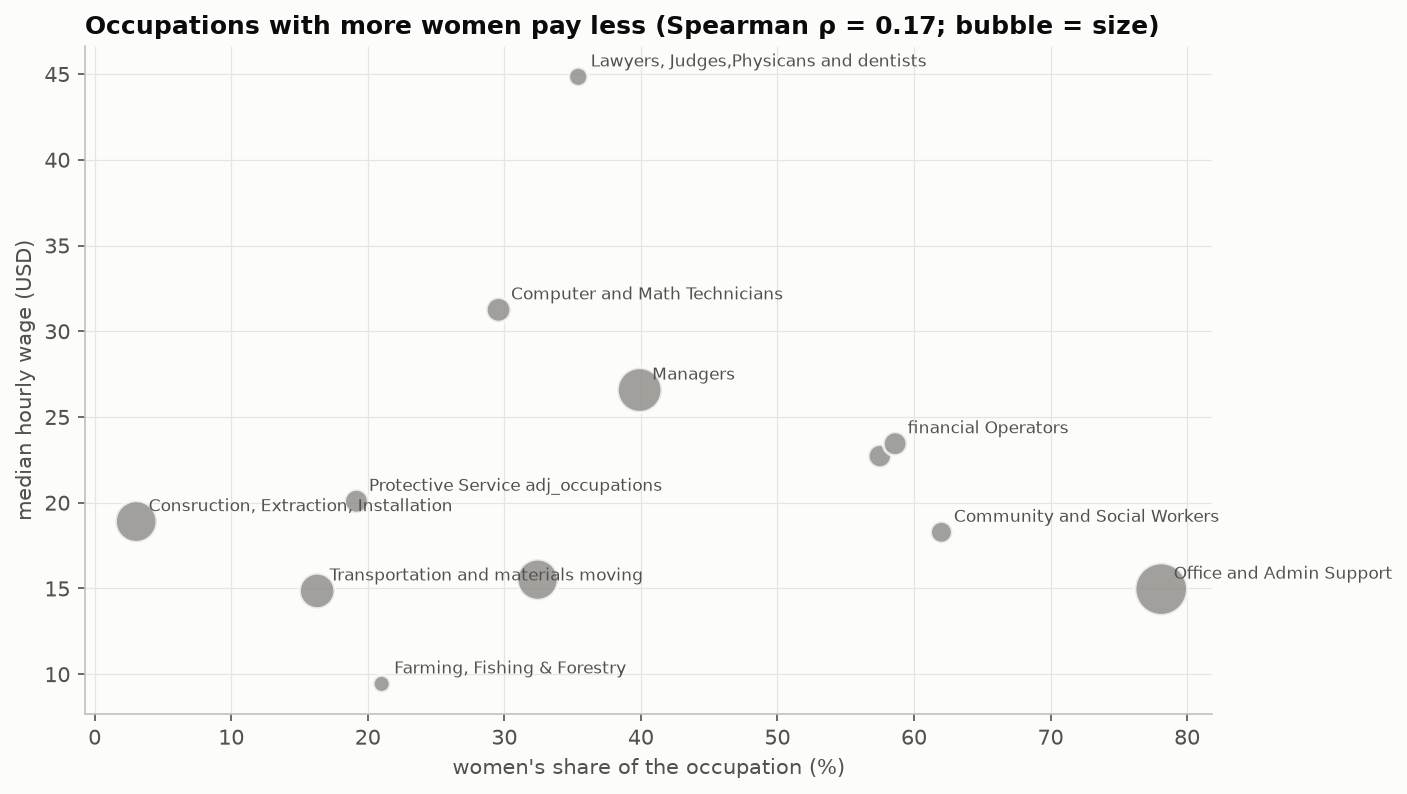 Occupations with more women pay less (Spearman ρ = 0.17; bubble = size)
Lawyers, Judges,Physicans and dentists
Computer and Math Technicians
Managers
financial Operators
Protective Service adj_occupations
Consruction, Extraction, Installation
Community and Social Workers
Transportation and materials moving
Office and Admin Support
Farming, Fishing & Forestry
median hourly wage (USD)
45
40
35
30
25
20
15
10
0 10 20 30 40 50 60 70 80
women's share of the occupation (%)